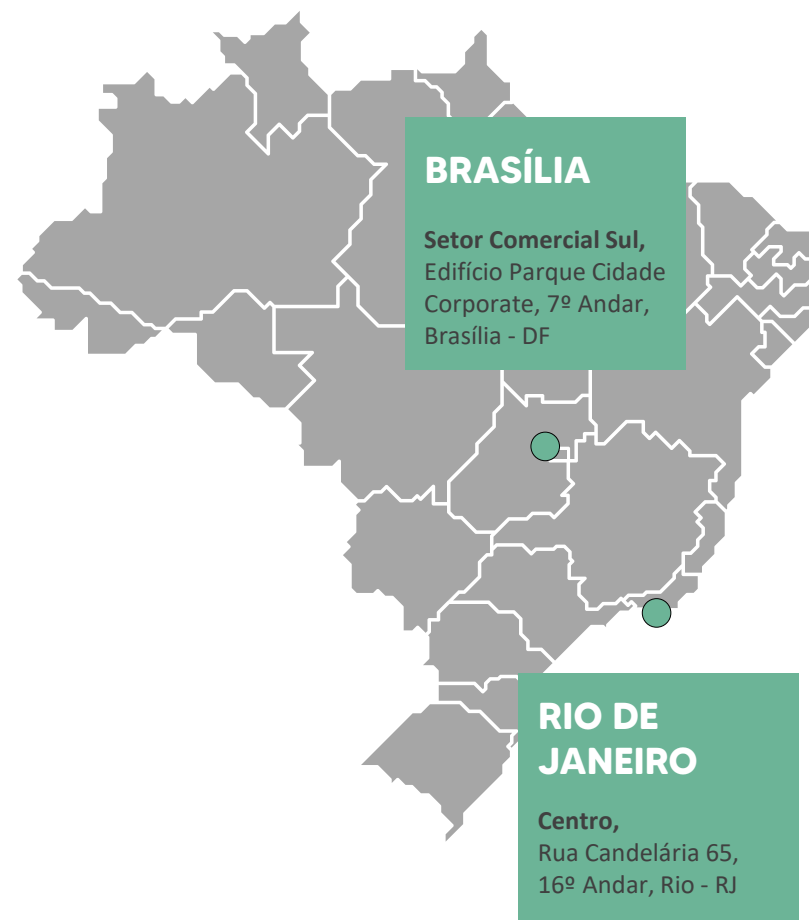 BRASÍLIA
Setor Comercial Sul,
Edifício Parque Cidade
Corporate, 7º Andar,
Brasília - DF
RIO DE
JANEIRO
Centro,
Rua Candelária 65,
16º Andar, Rio - RJ